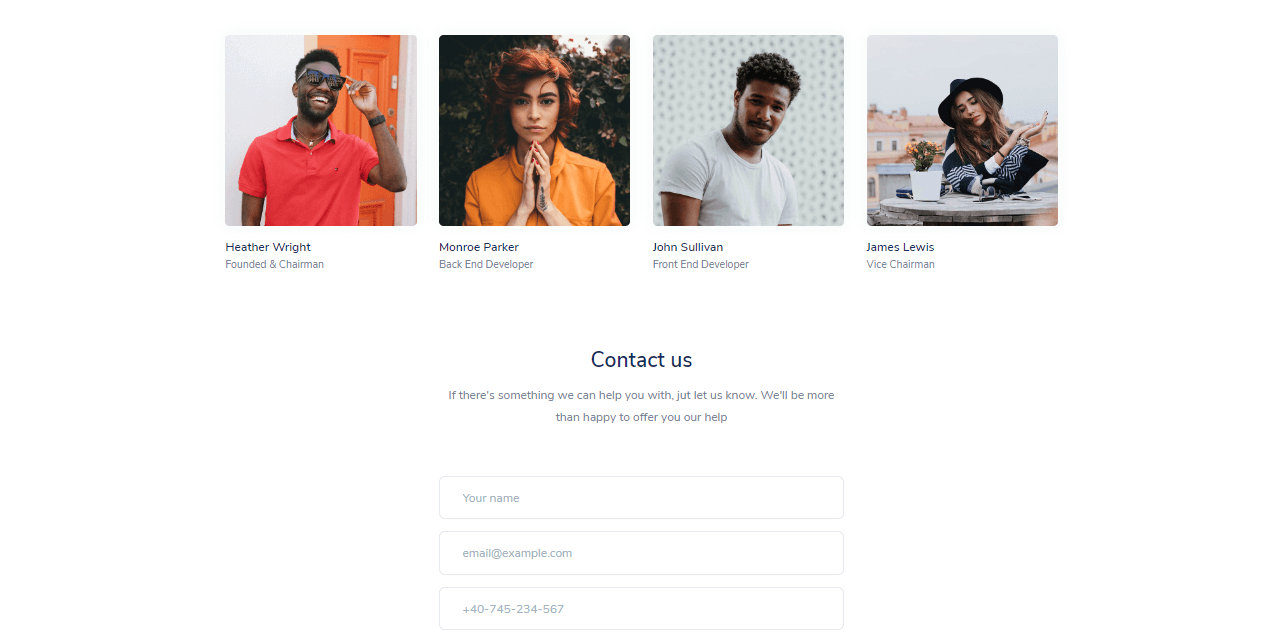 Heather Wright
Founded & Chairman
Monroe Parker
Back End Developer
John Sullivan
Front End Developer
James Lewis
Vice Chairman
Contact us
If there's something we can help you with, jut let us know. We'll be more
than happy to offer you our help
Your name
email@example.com
+40-745-234-567